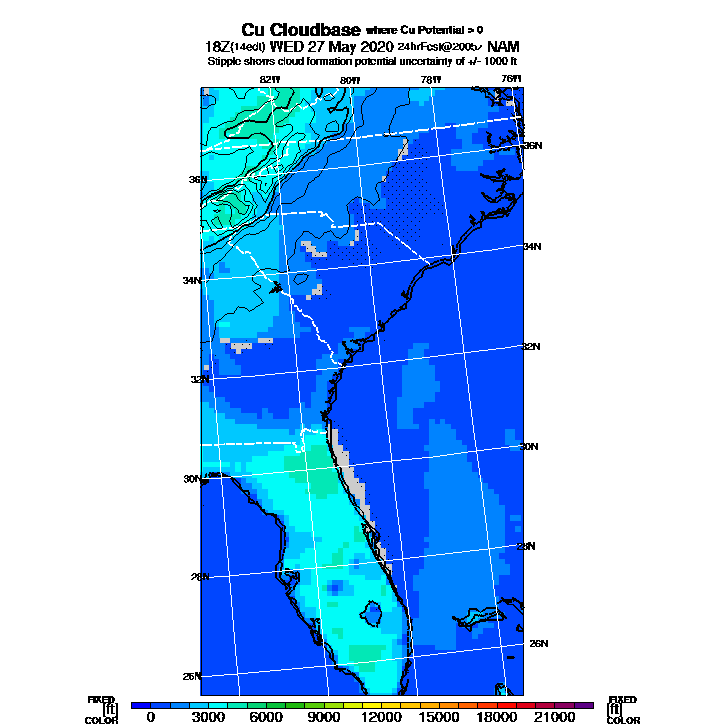 Cu Cloudbase where Cu Potential > 0
18Z(14edt) WED 27 May 2020 24hrFcst@2005z NAM
Stipple shows cloud formation potential uncertainty of +/- 1000 ft
82W 80W 78W 76W
36N
36N
34N
34N
32N
32N
30N
30N
28N
28N
26N
26N
FIXED
[ft]
COLOR
0 3000 6000 9000 12000 15000 18000 21000
FIXED
[ft]
COLOR